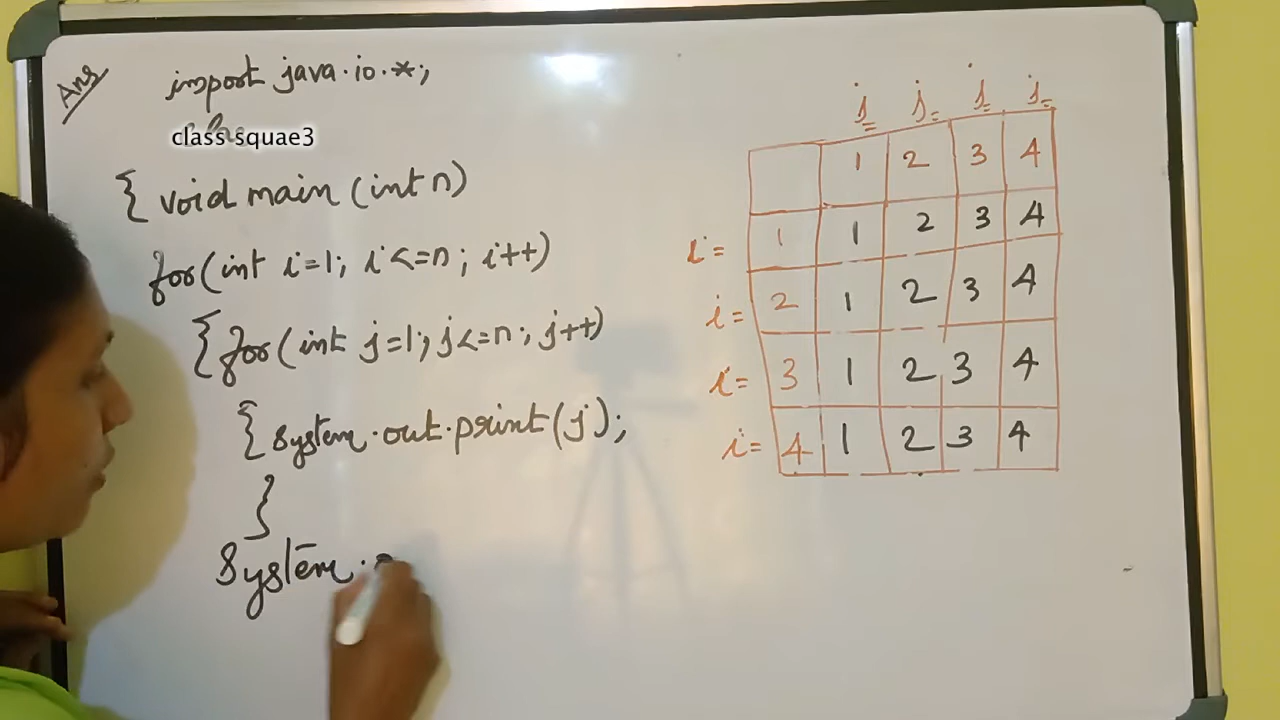 Ans
import java.io.*;
class squae3
{ void main (int n)
for(int i=1; i<=n; i++)
{ for(int j=1; j<=n; j++)
{ System.out.print(j);
}
System.
j j j j
1 2 3 4
i= 1 1 2 3 4
i= 2 1 2 3 4
i= 3 1 2 3 4
i= 4 1 2 3 4